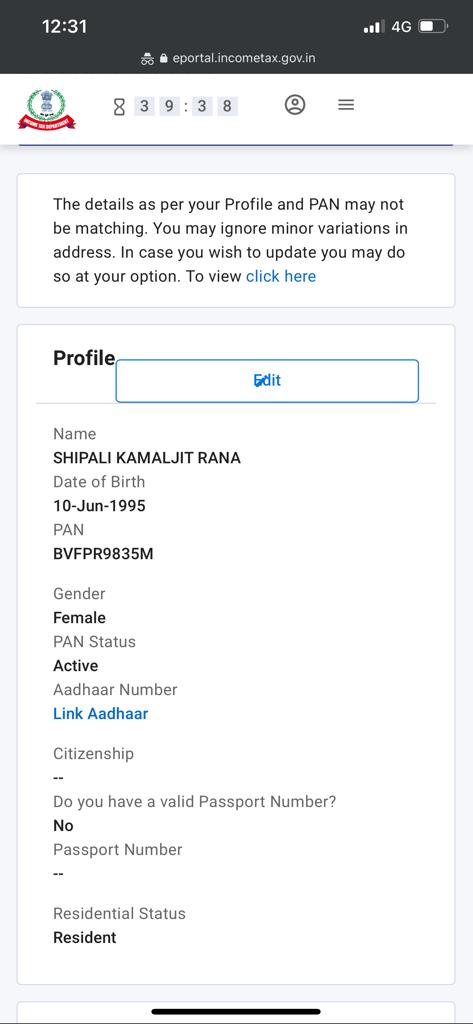 12:31
4G
eportal.incometax.gov.in
INCOME TAX DEPARTMENT
3 9 : 3 8
The details as per your Profile and PAN may not
be matching. You may ignore minor variations in
address. In case you wish to update you may do
so at your option. To view click here
Profile
Edit
Name
SHIPALI KAMALJIT RANA
Date of Birth
10-Jun-1995
PAN
BVFPR9835M
Gender
Female
PAN Status
Active
Aadhaar Number
Link Aadhaar
Citizenship
--
Do you have a valid Passport Number?
No
Passport Number
--
Residential Status
Resident